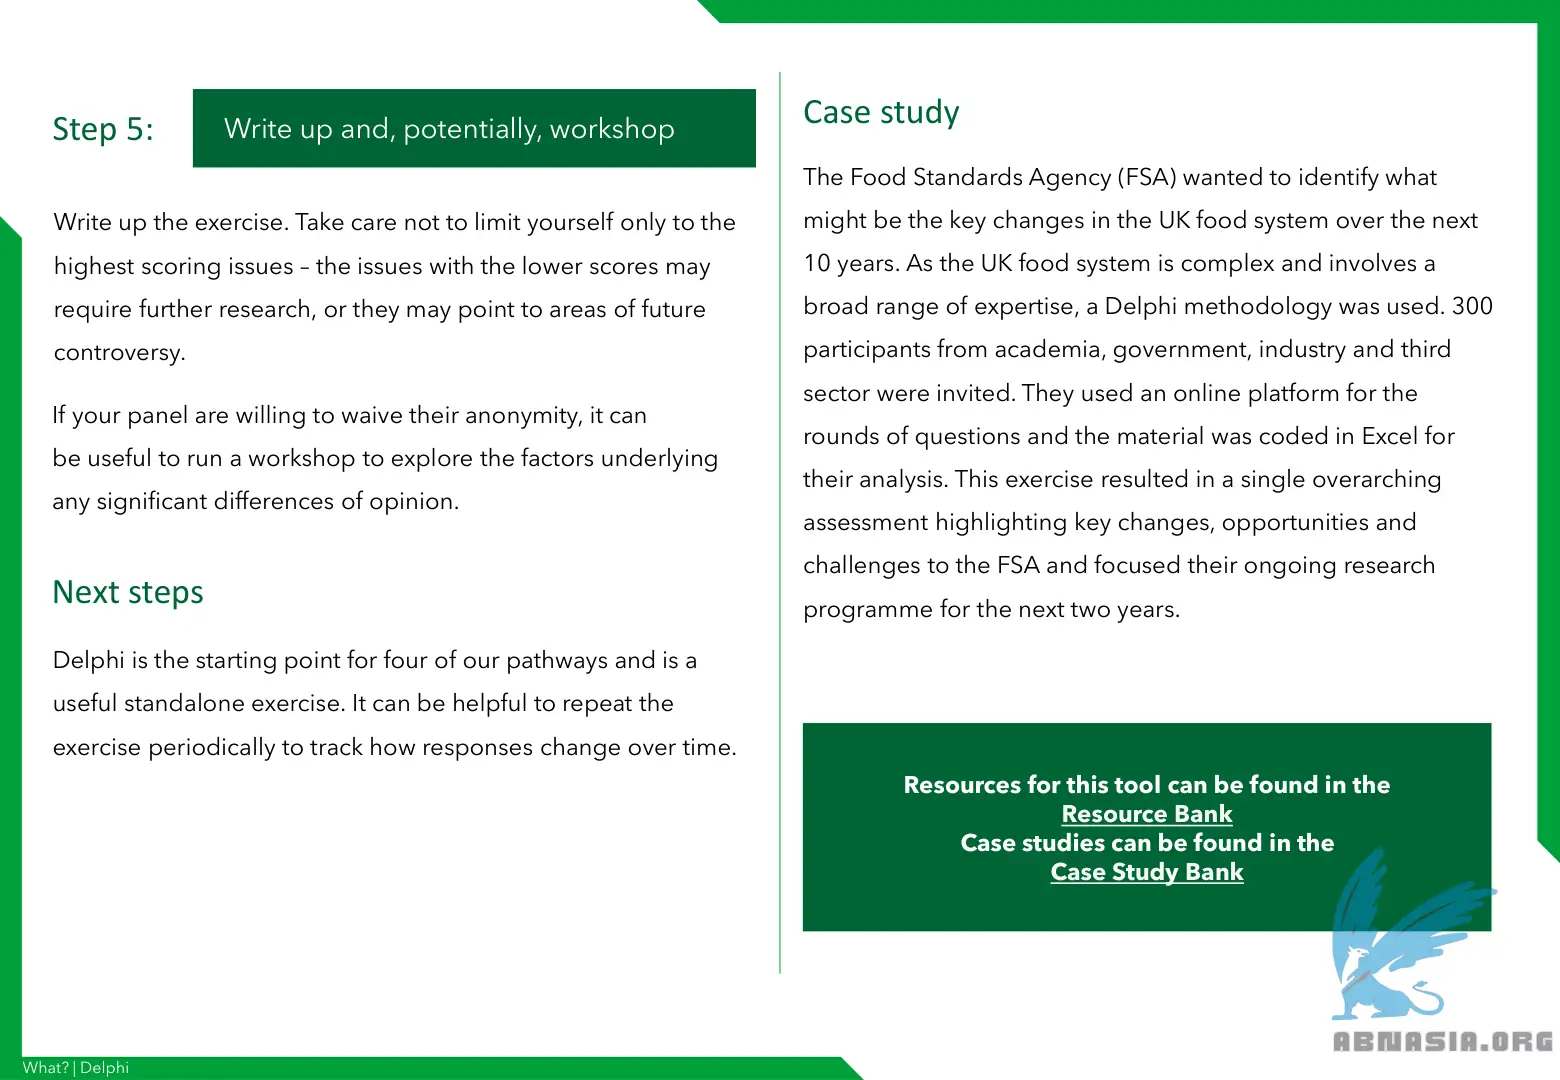 Step 5:
Write up and, potentially, workshop
Write up the exercise. Take care not to limit yourself only to the
highest scoring issues – the issues with the lower scores may
require further research, or they may point to areas of future
controversy.
If your panel are willing to waive their anonymity, it can
be useful to run a workshop to explore the factors underlying
any significant differences of opinion.
Next steps
Delphi is the starting point for four of our pathways and is a
useful standalone exercise. It can be helpful to repeat the
exercise periodically to track how responses change over time.
Case study
The Food Standards Agency (FSA) wanted to identify what
might be the key changes in the UK food system over the next
10 years. As the UK food system is complex and involves a
broad range of expertise, a Delphi methodology was used. 300
participants from academia, government, industry and third
sector were invited. They used an online platform for the
rounds of questions and the material was coded in Excel for
their analysis. This exercise resulted in a single overarching
assessment highlighting key changes, opportunities and
challenges to the FSA and focused their ongoing research
programme for the next two years.
Resources for this tool can be found in the
Resource Bank
Case studies can be found in the
Case Study Bank
ABNASIA.ORG
What? | Delphi